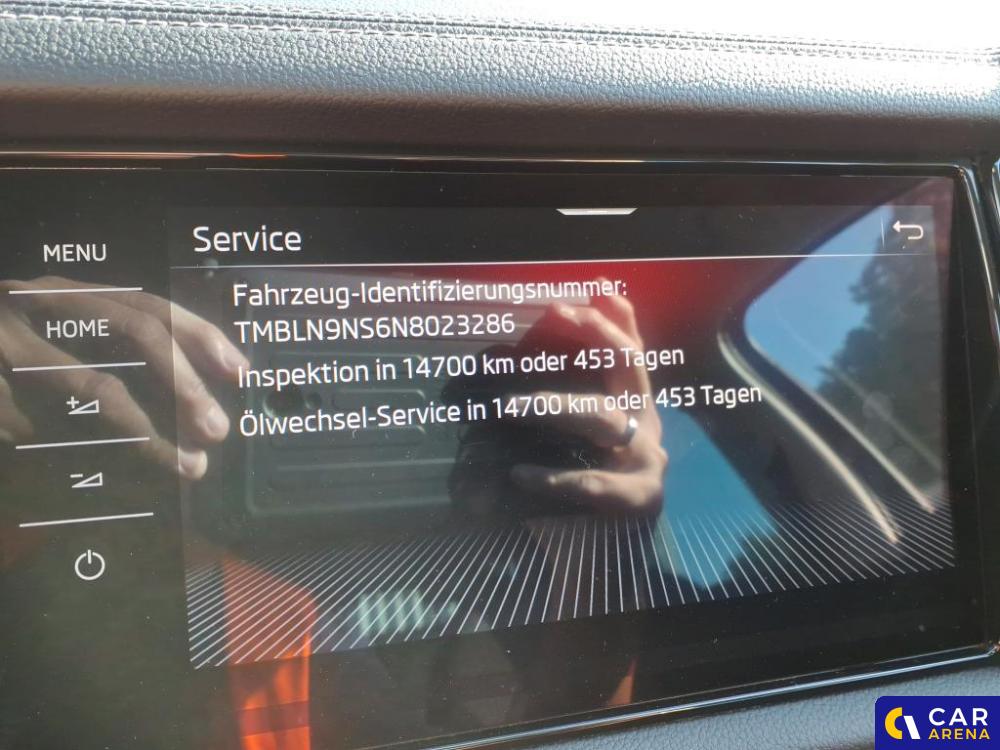 Service
MENU
HOME
Fahrzeug-Identifizierungsnummer:
TMBLN9NS6N8023286
Inspektion in 14700 km oder 453 Tagen
Ölwechsel-Service in 14700 km oder 453 Tagen
CAR
ARENA